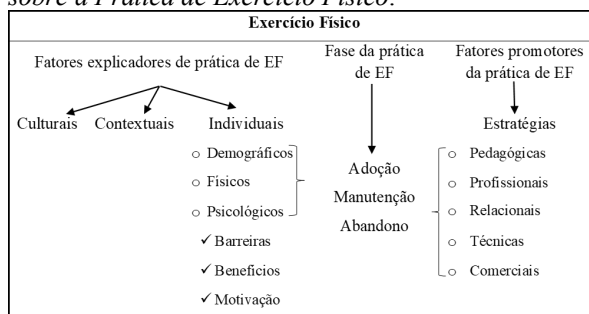 sobre a Prática de Exercício Físico.
Exercício Físico
Fatores explicadores de prática de EF
Culturais Contextuais Individuais
o Demográficos
o Físicos
o Psicológicos
✓ Barreiras
✓ Benefícios
✓ Motivação
Fase da prática
de EF
Adoção
Manutenção
Abandono
Fatores promotores
da prática de EF
Estratégias
o Pedagógicas
o Profissionais
o Relacionais
o Técnicas
o Comerciais